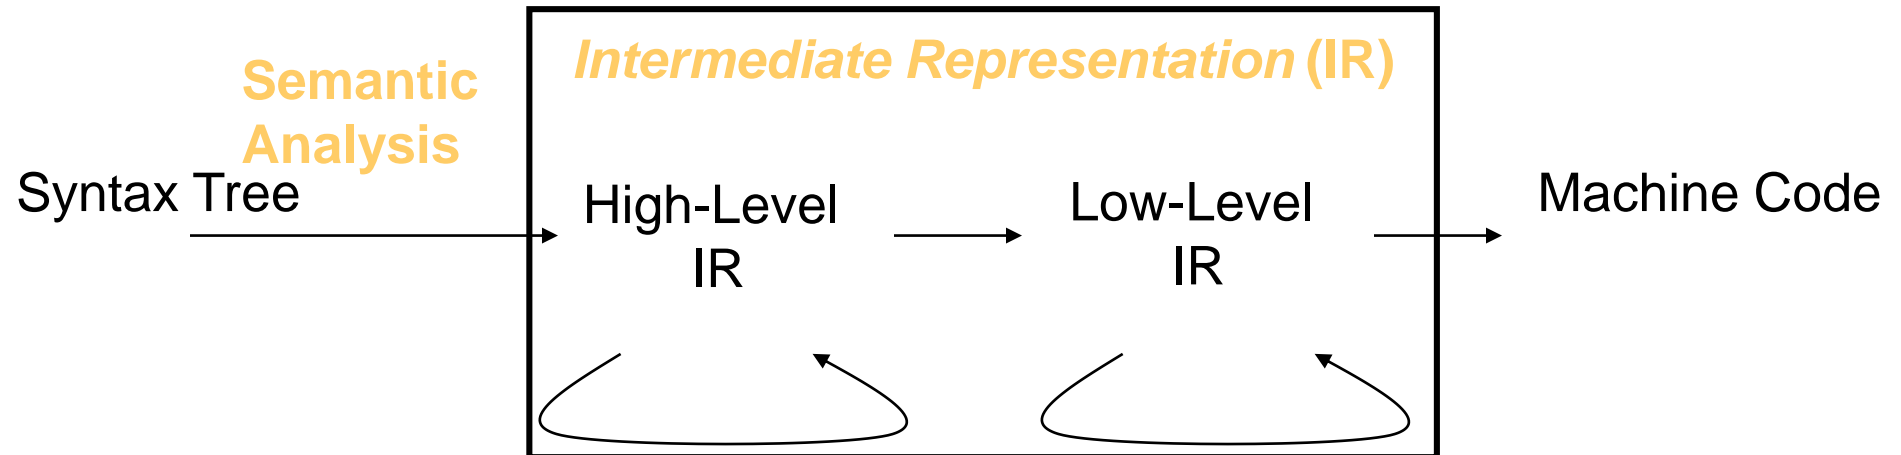 Semantic
Analysis
Intermediate Representation (IR)
Syntax Tree
High-Level
IR
Low-Level
IR
Machine Code